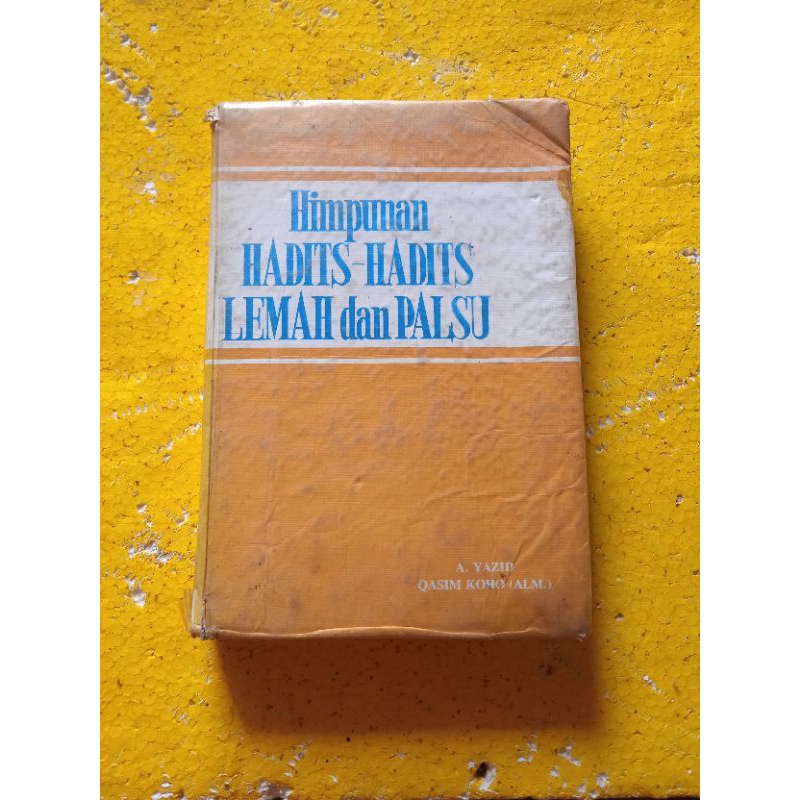 Himpunan
HADITS-HADITS
LEMAH dan PALSU
A. YAZID
QASIM KOHO (ALM.)